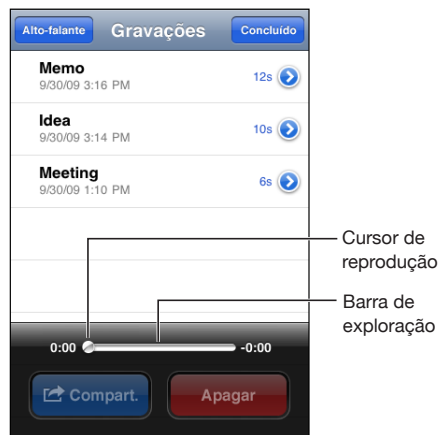 Alto-falante Gravações Concluído
Memo
9/30/09 3:16 PM
12s
Idea
9/30/09 3:14 PM
10s
Meeting
9/30/09 1:10 PM
6s
Cursor de
reprodução
Barra de
exploração
0:00 -0:00
Compart. Apagar